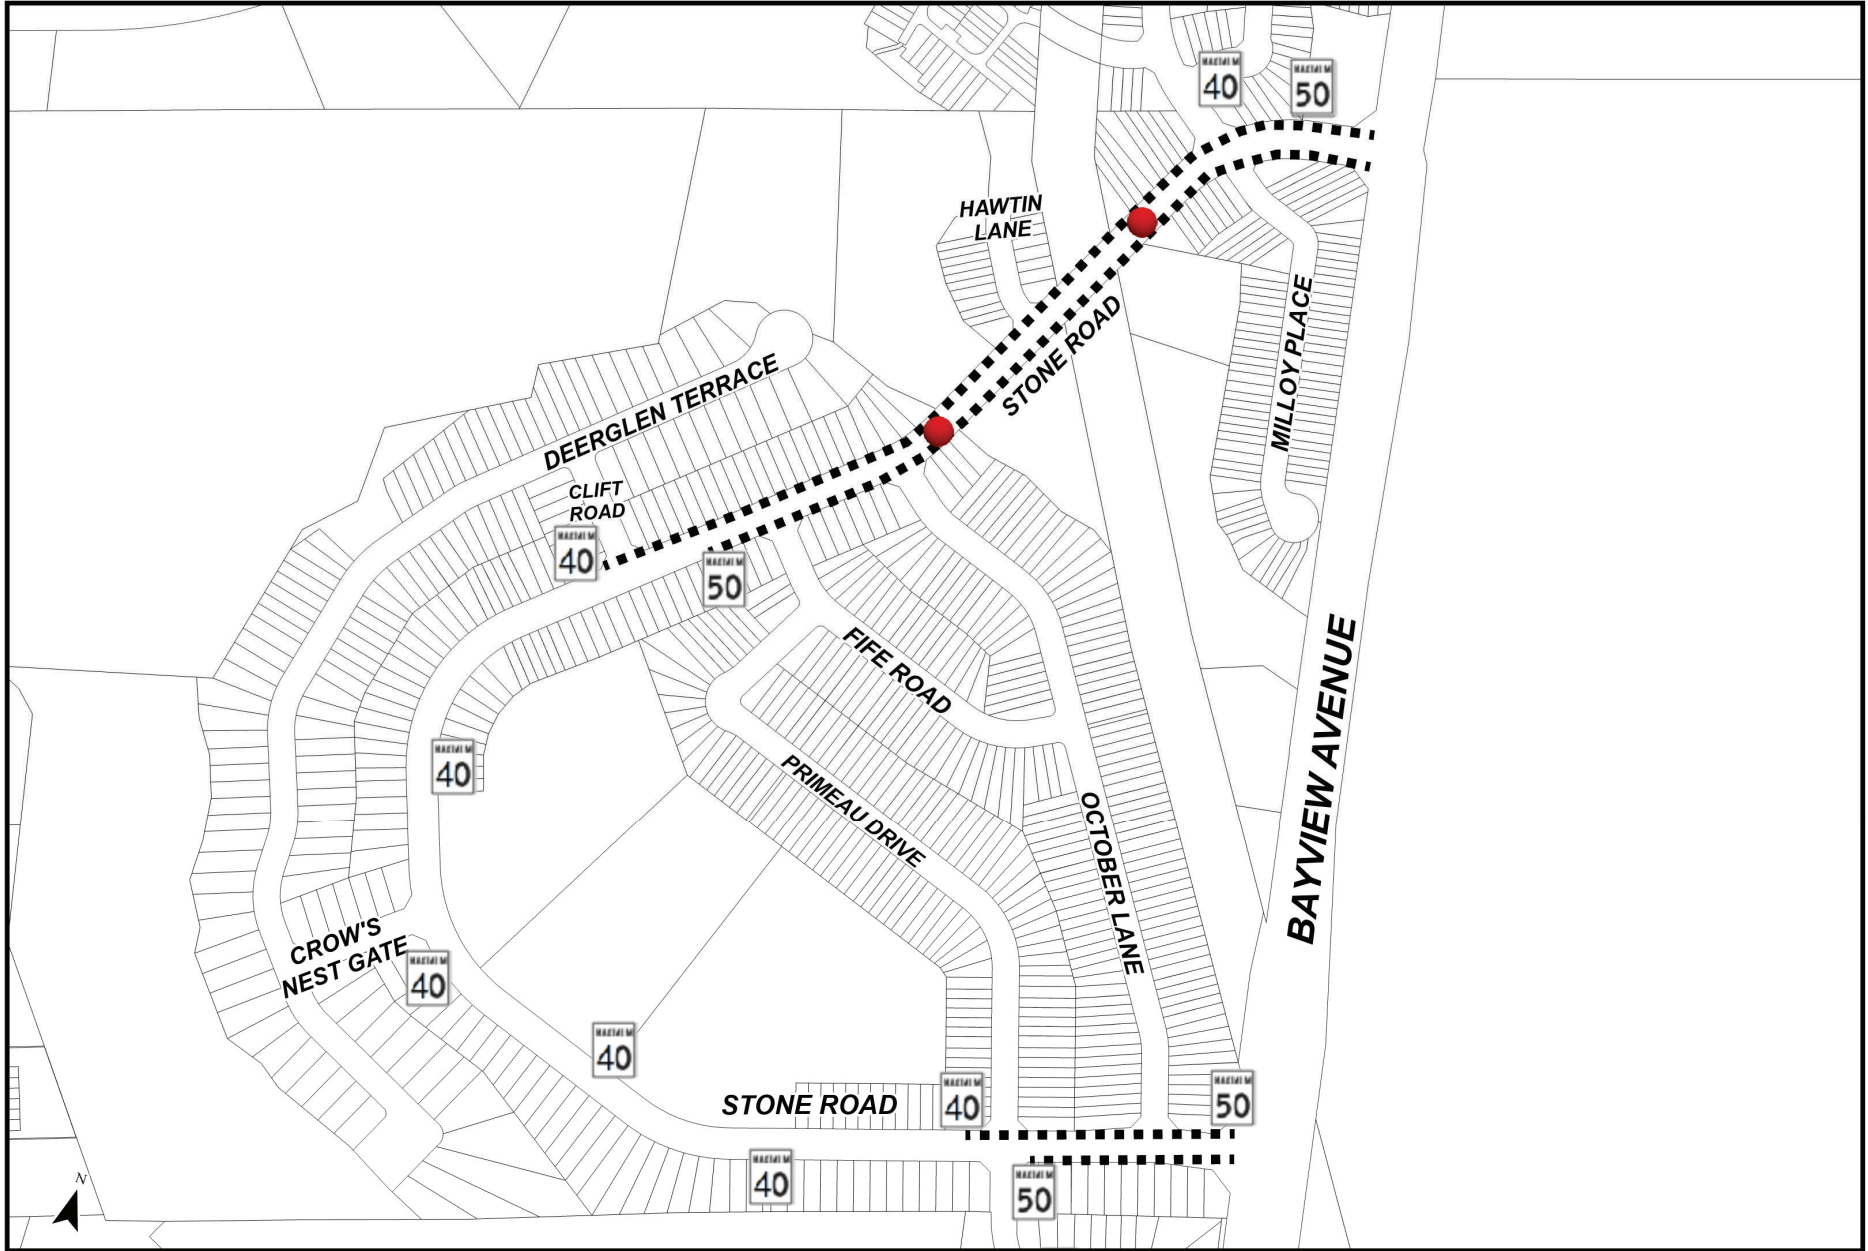 40
50
HAWTIN
LANE
STONE ROAD
MILLOY PLACE
DEERGLEN TERRACE
CLIFT
ROAD
40
50
FIFE ROAD
BAYVIEW AVENUE
40
PRIMEAU DRIVE
OCTOBER LANE
CROW'S
NEST GATE
40
40
STONE ROAD
40
50
40
50
N